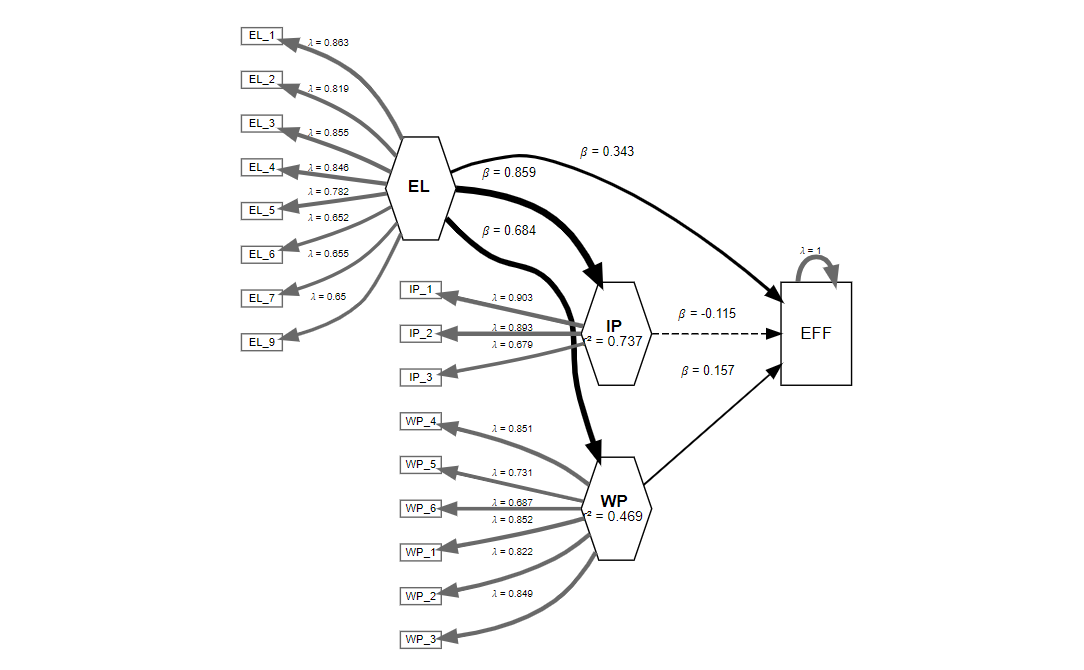 EL_1
λ = 0.863
EL_2
λ = 0.819
EL_3
λ = 0.855
EL_4
λ = 0.846
λ = 0.782
EL_5
λ = 0.652
EL_6
λ = 0.655
EL_7
λ = 0.65
EL_9
EL
β = 0.343
β = 0.859
β = 0.684
IP_1
λ = 0.903
IP_2
λ = 0.893
λ = 0.679
IP_3
IP
r² = 0.737
β = -0.115
β = 0.157
λ = 1
EFF
WP_4
λ = 0.851
WP_5
λ = 0.731
WP_6
λ = 0.687
λ = 0.852
WP_1
λ = 0.822
WP_2
λ = 0.849
WP_3
WP
r² = 0.469